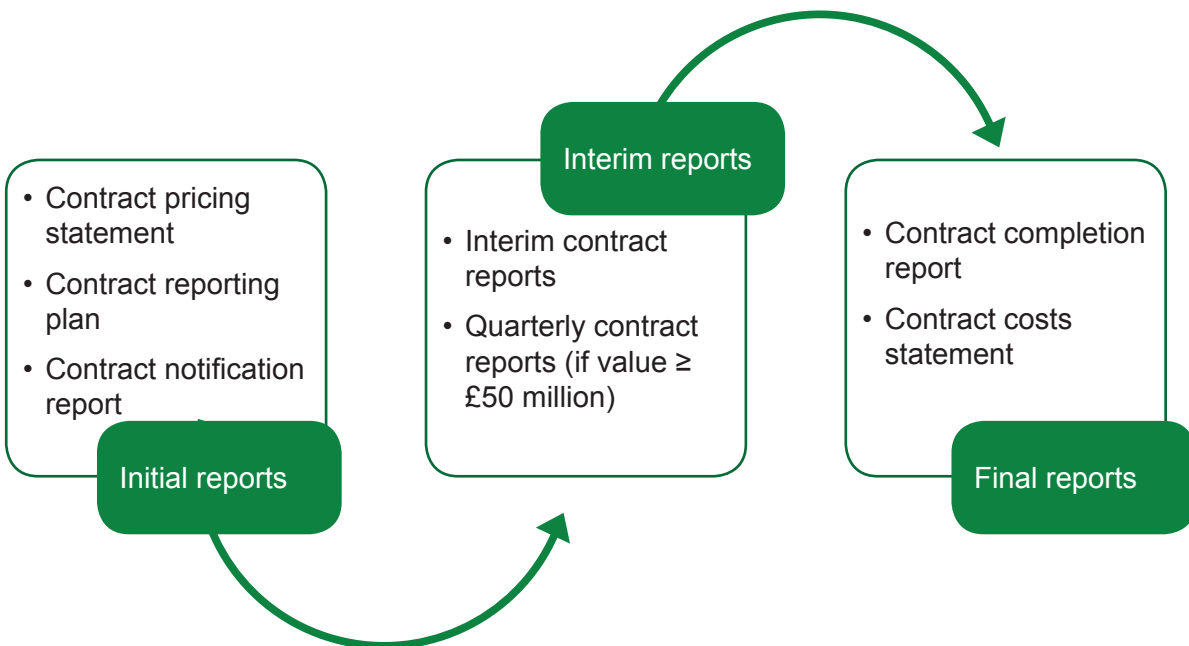 • Contract pricing
statement
• Contract reporting
plan
• Contract notification
report
Initial reports
Interim reports
• Interim contract
reports
• Quarterly contract
reports (if value ≥
£50 million)
• Contract completion
report
• Contract costs
statement
Final reports